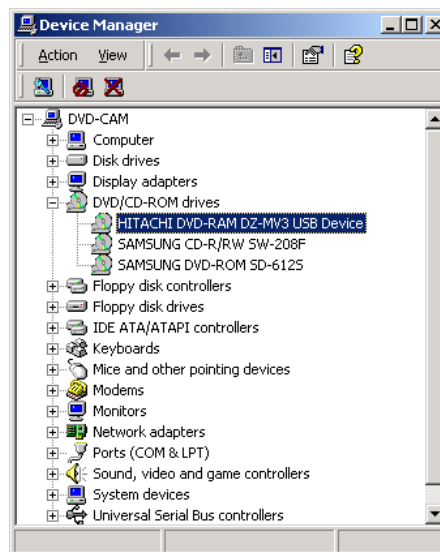 Device Manager
Action View
DVD-CAM
Computer
Disk drives
Display adapters
DVD/CD-ROM drives
HITACHI DVD-RAM DZ-MV3 USB Device
SAMSUNG CD-R/RW SW-208F
SAMSUNG DVD-ROM SD-612S
Floppy disk controllers
Floppy disk drives
IDE ATA/ATAPI controllers
Keyboards
Mice and other pointing devices
Modems
Monitors
Network adapters
Ports (COM & LPT)
Sound, video and game controllers
System devices
Universal Serial Bus controllers